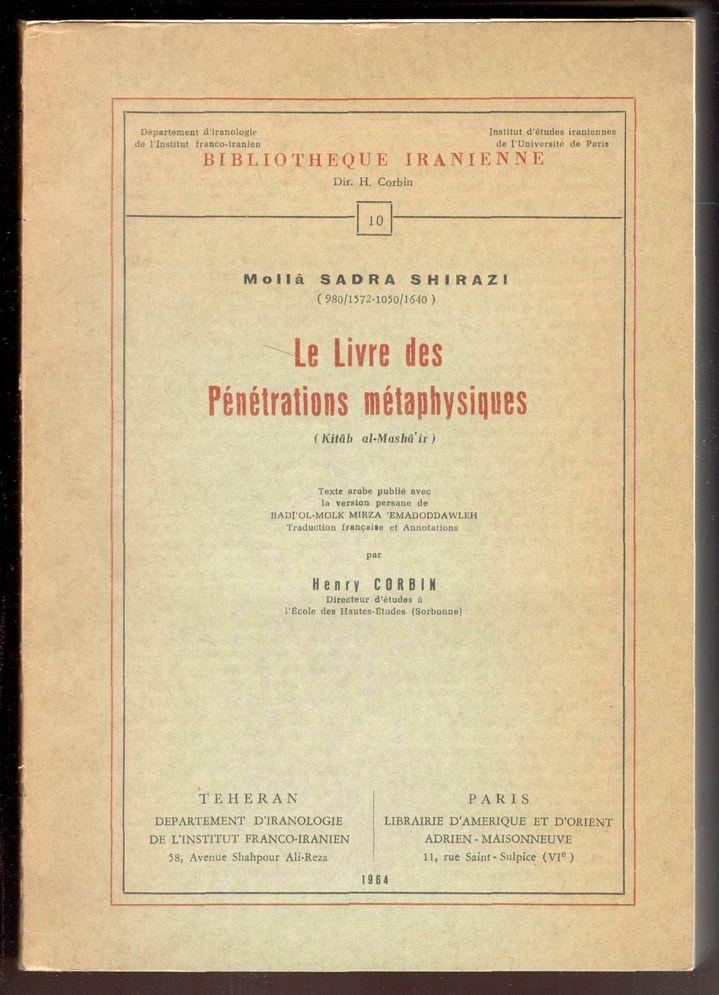 Département d'iranologie
de l'Institut franco-iranien
Institut d'études iraniennes
de l'Université de Paris
BIBLIOTHEQUE IRANIENNE
Dir. H. Corbin
10
Mollâ SADRA SHIRAZI
( 980/1572-1050/1640 )
Le Livre des
Pénétrations métaphysiques
( Kitâb al-Mashâ'ir )
Texte arabe publié avec
la version persane de
BADÎ'OL-MOLK MIRZA 'EMADODDAWLEH
Traduction française et Annotations
par
Henry CORBIN
Directeur d'études à
l'École des Hautes-Études (Sorbonne)
TEHERAN
DEPARTEMENT D'IRANOLOGIE
DE L'INSTITUT FRANCO-IRANIEN
58, Avenue Shahpour Ali-Reza
PARIS
LIBRAIRIE D'AMERIQUE ET D'ORIENT
ADRIEN - MAISONNEUVE
11, rue Saint - Sulpice (VIe )
1964